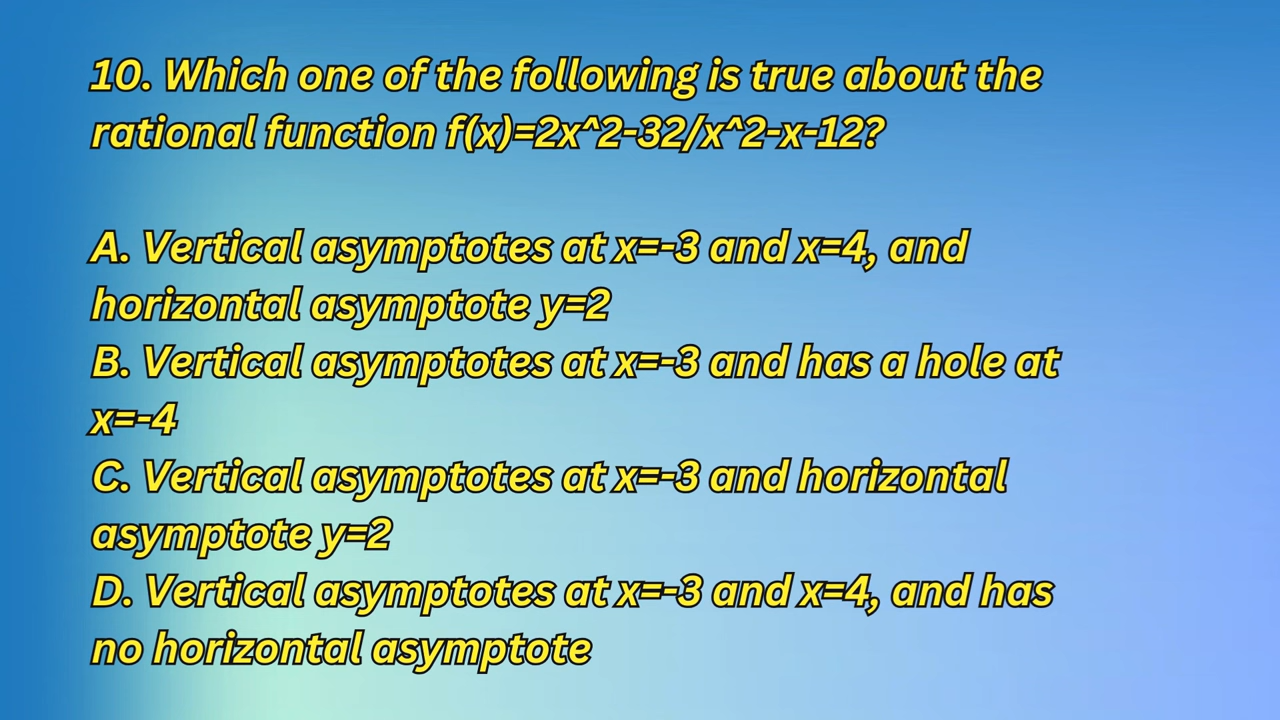 10. Which one of the following is true about the
rational function f(x)=2x^2-32/x^2-x-12?
A. Vertical asymptotes at x=-3 and x=4, and
horizontal asymptote y=2
B. Vertical asymptotes at x=-3 and has a hole at
x=-4
C. Vertical asymptotes at x=-3 and horizontal
asymptote y=2
D. Vertical asymptotes at x=-3 and x=4, and has
no horizontal asymptote